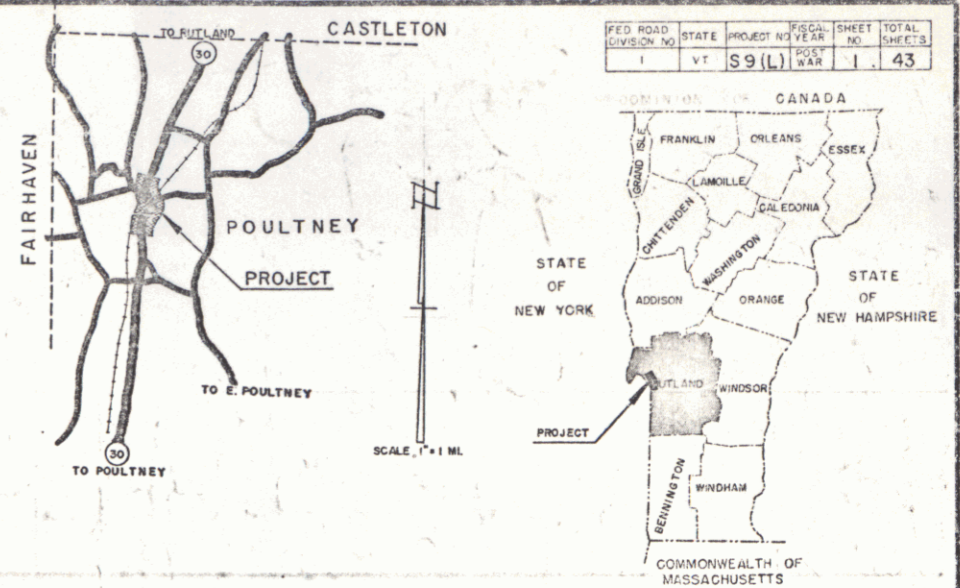 TO RUTLAND
CASTLETON
30
FAIRHAVEN
POULTNEY
PROJECT
TO E. POULTNEY
30
TO POULTNEY
SCALE, 1" = 1 MI.
FED. ROAD DIVISION NO STATE PROJECT NO FISCAL YEAR SHEET NO. TOTAL SHEETS
1 VT. S9(L) POST WAR 1. 43
DOMINION OF CANADA
GRAND ISLE
FRANKLIN
ORLEANS
ESSEX
LAMOILLE
CHITTENDEN
CALEDONIA
WASHINGTON
STATE
OF
NEW YORK
ADDISON
ORANGE
STATE
OF
NEW HAMPSHIRE
RUTLAND
WINDSOR
PROJECT
BENNINGTON
WINDHAM
COMMONWEALTH OF
MASSACHUSETTS